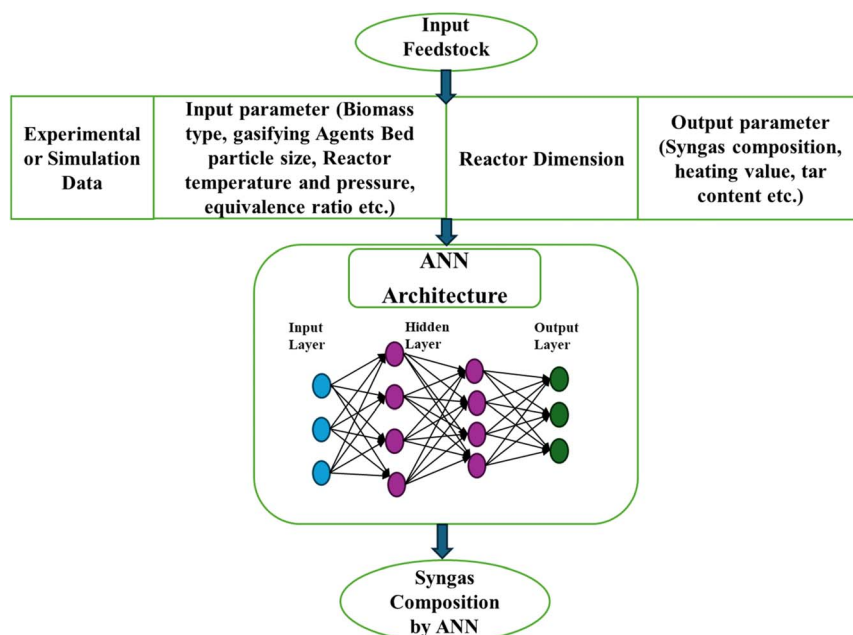 Input
Feedstock
Experimental
or Simulation
Data
Input parameter (Biomass
type, gasifying Agents Bed
particle size, Reactor
temperature and pressure,
equivalence ratio etc.)
Reactor Dimension
Output parameter
(Syngas composition,
heating value, tar
content etc.)
ANN
Architecture
Input
Layer
Hidden
Layer
Output
Layer
Syngas
Composition
by ANN